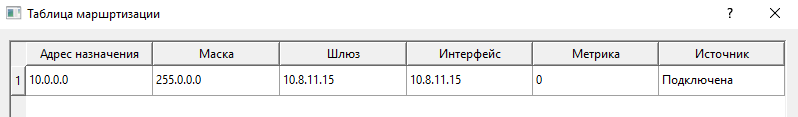 Таблица маршртизации
Адрес назначения Маска Шлюз Интерфейс Метрика Источник
1 10.0.0.0 255.0.0.0 10.8.11.15 10.8.11.15 0 Подключена